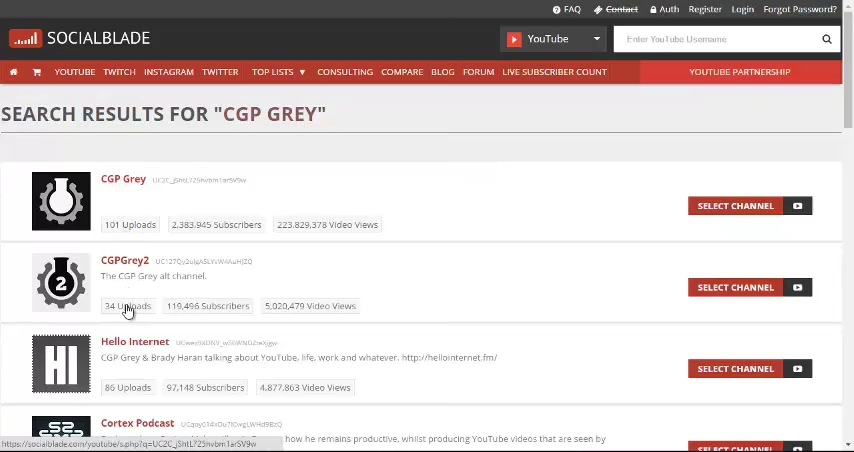 FAQ Contact Auth Register Login Forgot Password?
SOCIALBLADE YouTube Enter YouTube Username
YOUTUBE TWITCH INSTAGRAM TWITTER TOP LISTS ▼ CONSULTING COMPARE BLOG FORUM LIVE SUBSCRIBER COUNT YOUTUBE PARTNERSHIP
SEARCH RESULTS FOR "CGP GREY"
CGP Grey
SELECT CHANNEL
101 Uploads 2,383,945 Subscribers 223,829,378 Video Views
2
CGPGrey2
The CGP Grey alt channel.
SELECT CHANNEL
34 Uploads 119,496 Subscribers 5,020,479 Video Views
HI
Hello Internet
CGP Grey & Brady Haran talking about YouTube, life, work and whatever. http://hellointernet.fm/
SELECT CHANNEL
86 Uploads 97,148 Subscribers 4,877,863 Video Views
Cortex Podcast
how he remains productive, whilst producing YouTube videos that are seen by
SELECT CHANNEL